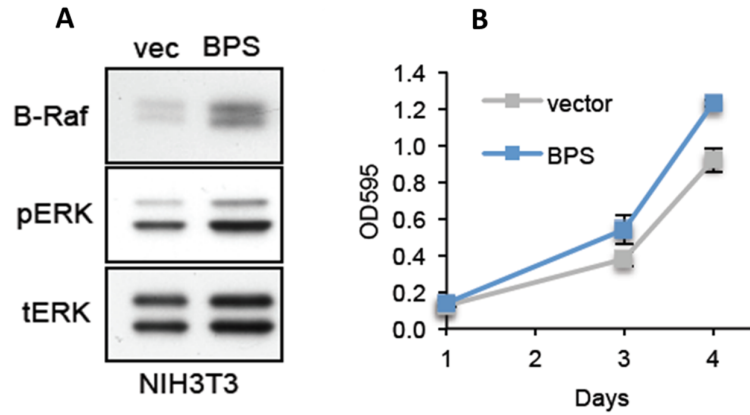 A
vec BPS
B-Raf
pERK
tERK
NIH3T3
B
1.4
1.2
1.0
0.8
0.6
0.4
0.2
0.0
OD595
vector
BPS
1 2 3 4
Days